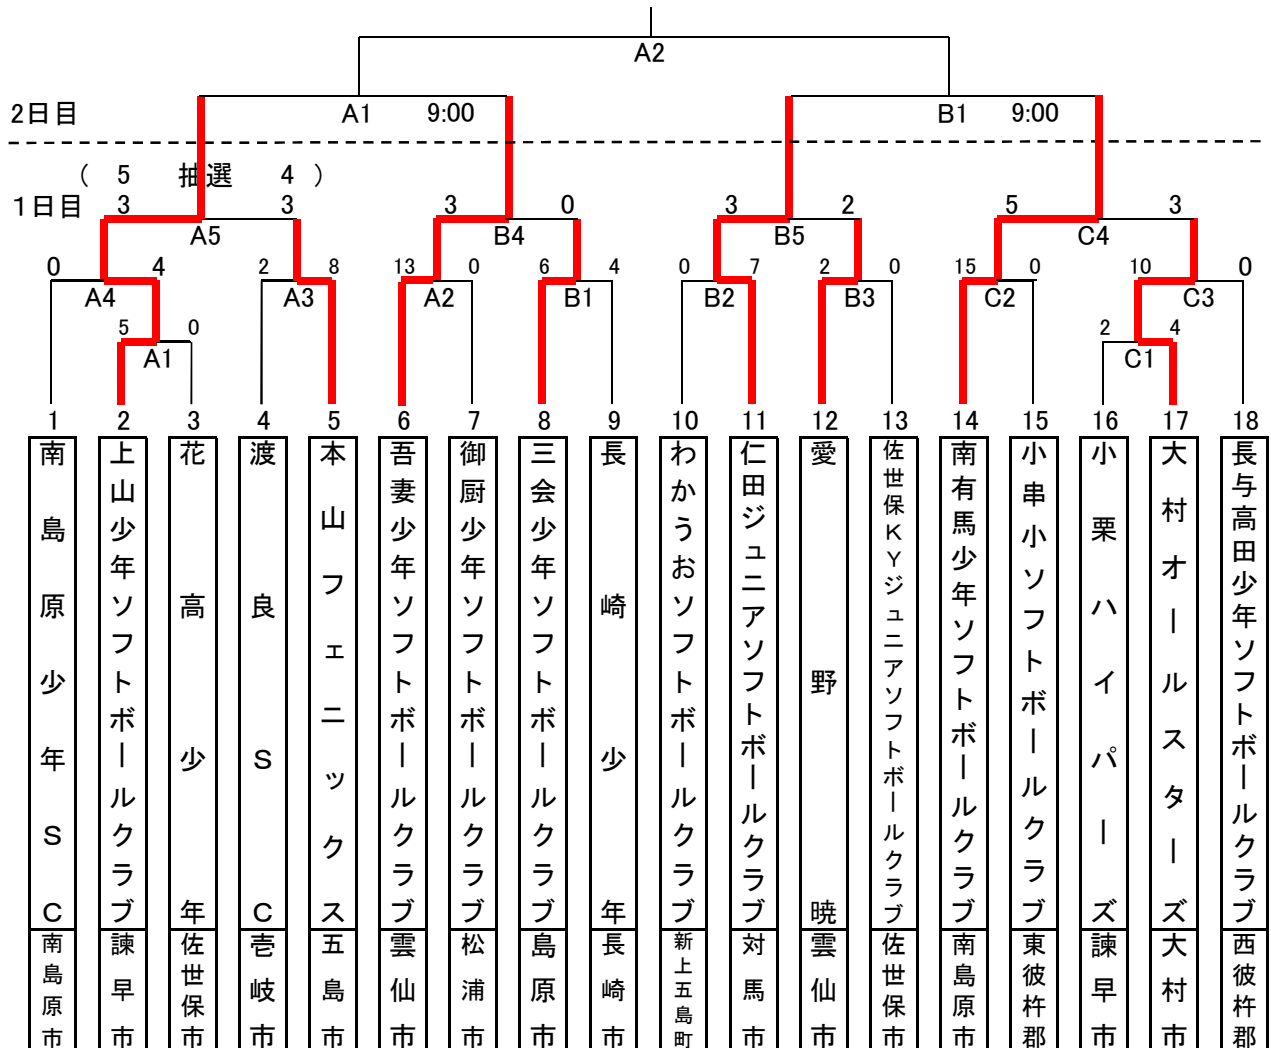 A2
2日目 A1 9:00 B1 9:00
( 5 抽選 4 )
1日目 3 3 3 0 3 2 5 3
A5 B4 B5 C4
0 4 2 8 13 0 6 4 0 7 2 0 15 0 10 0
A4 A3 A2 B1 B2 B3 C2 C3
5 0 2 4
A1 C1
1 2 3 4 5 6 7 8 9 10 11 12 13 14 15 16 17 18
南島原少年SC
南島原市
上山少年ソフトボールクラブ
諫早市
花高少年
佐世保市
渡良SC
壱岐市
本山フェニックス
五島市
吾妻少年ソフトボールクラブ
雲仙市
御厨少年ソフトボールクラブ
松浦市
三会少年ソフトボールクラブ
島原市
長崎少年
長崎市
わかうおソフトボールクラブ
新上五島町
仁田ジュニアソフトボールクラブ
対馬市
愛野暁
雲仙市
佐世保KYジュニアソフトボールクラブ
佐世保市
南有馬少年ソフトボールクラブ
南島原市
小串小ソフトボールクラブ
東彼杵郡
小栗ハイパーズ
諫早市
大村オールスターズ
大村市
長与高田少年ソフトボールクラブ
西彼杵郡